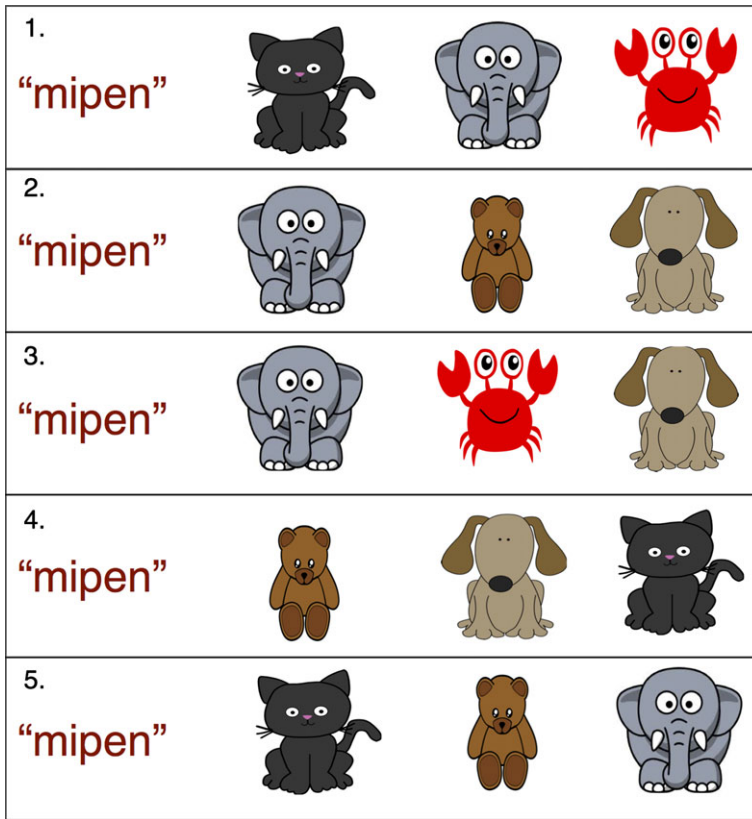 1.
“mipen”
2.
“mipen”
3.
“mipen”
4.
“mipen”
5.
“mipen”